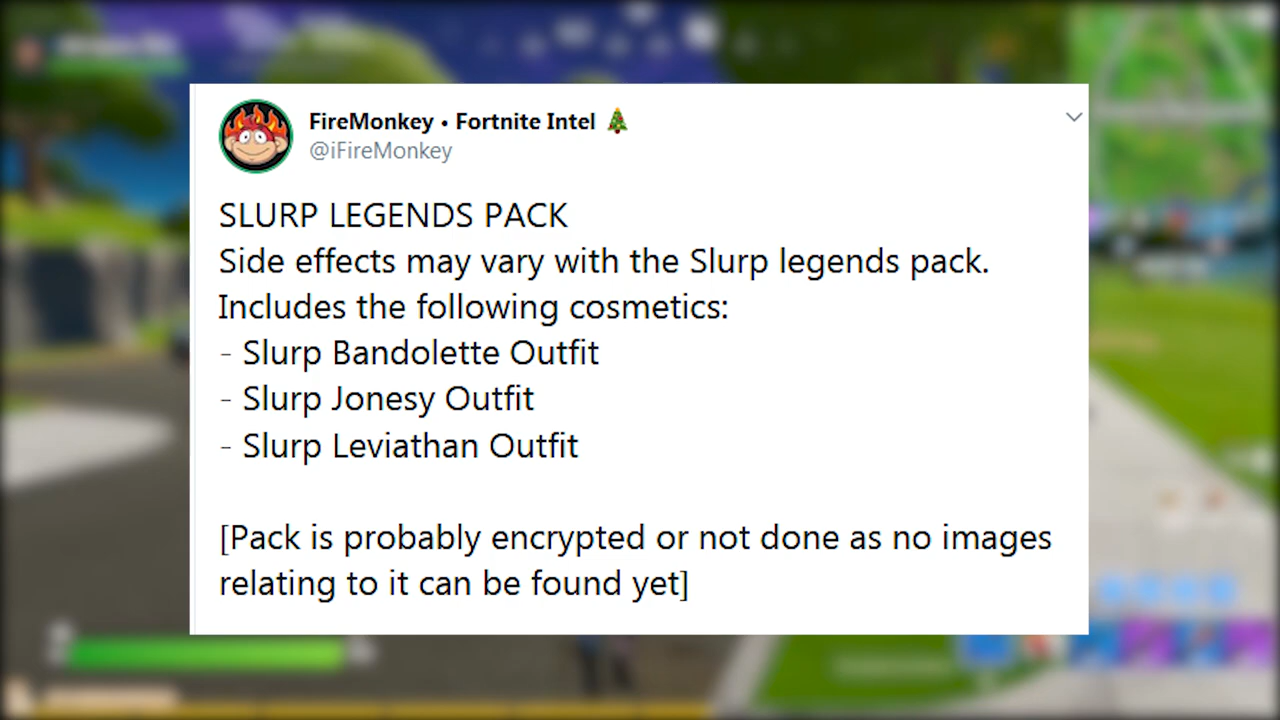 FireMonkey • Fortnite Intel 🎄
@iFireMonkey
SLURP LEGENDS PACK
Side effects may vary with the Slurp legends pack.
Includes the following cosmetics:
- Slurp Bandolette Outfit
- Slurp Jonesy Outfit
- Slurp Leviathan Outfit
[Pack is probably encrypted or not done as no images
relating to it can be found yet]